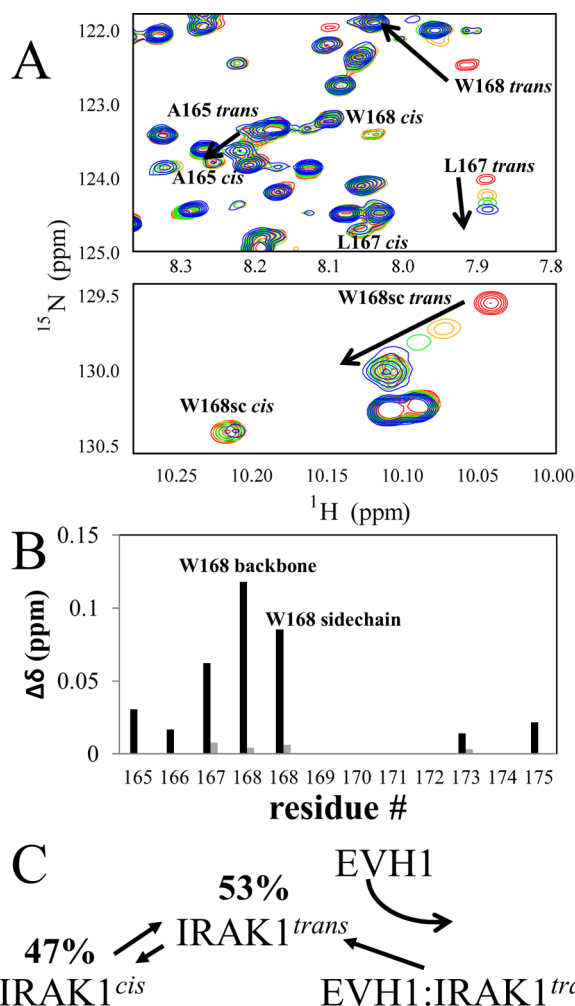 A
122.0
123.0
124.0
125.0
W168 trans
A165 trans
W168 cis
L167 trans
A165 cis
L167 cis
8.3 8.2 8.1 8.0 7.9 7.8
15N (ppm)
129.5
130.0
130.5
W168sc trans
W168sc cis
10.25 10.20 10.15 10.10 10.05 10.00
1H (ppm)
B
0.15
0.1
0.05
0
Δδ (ppm)
W168 backbone
W168 sidechain
165 166 167 168 168 169 170 171 172 173 174 175
residue #
C
EVH1
53%
IRAK1trans
47%
IRAK1cis
EVH1:IRAK1tra